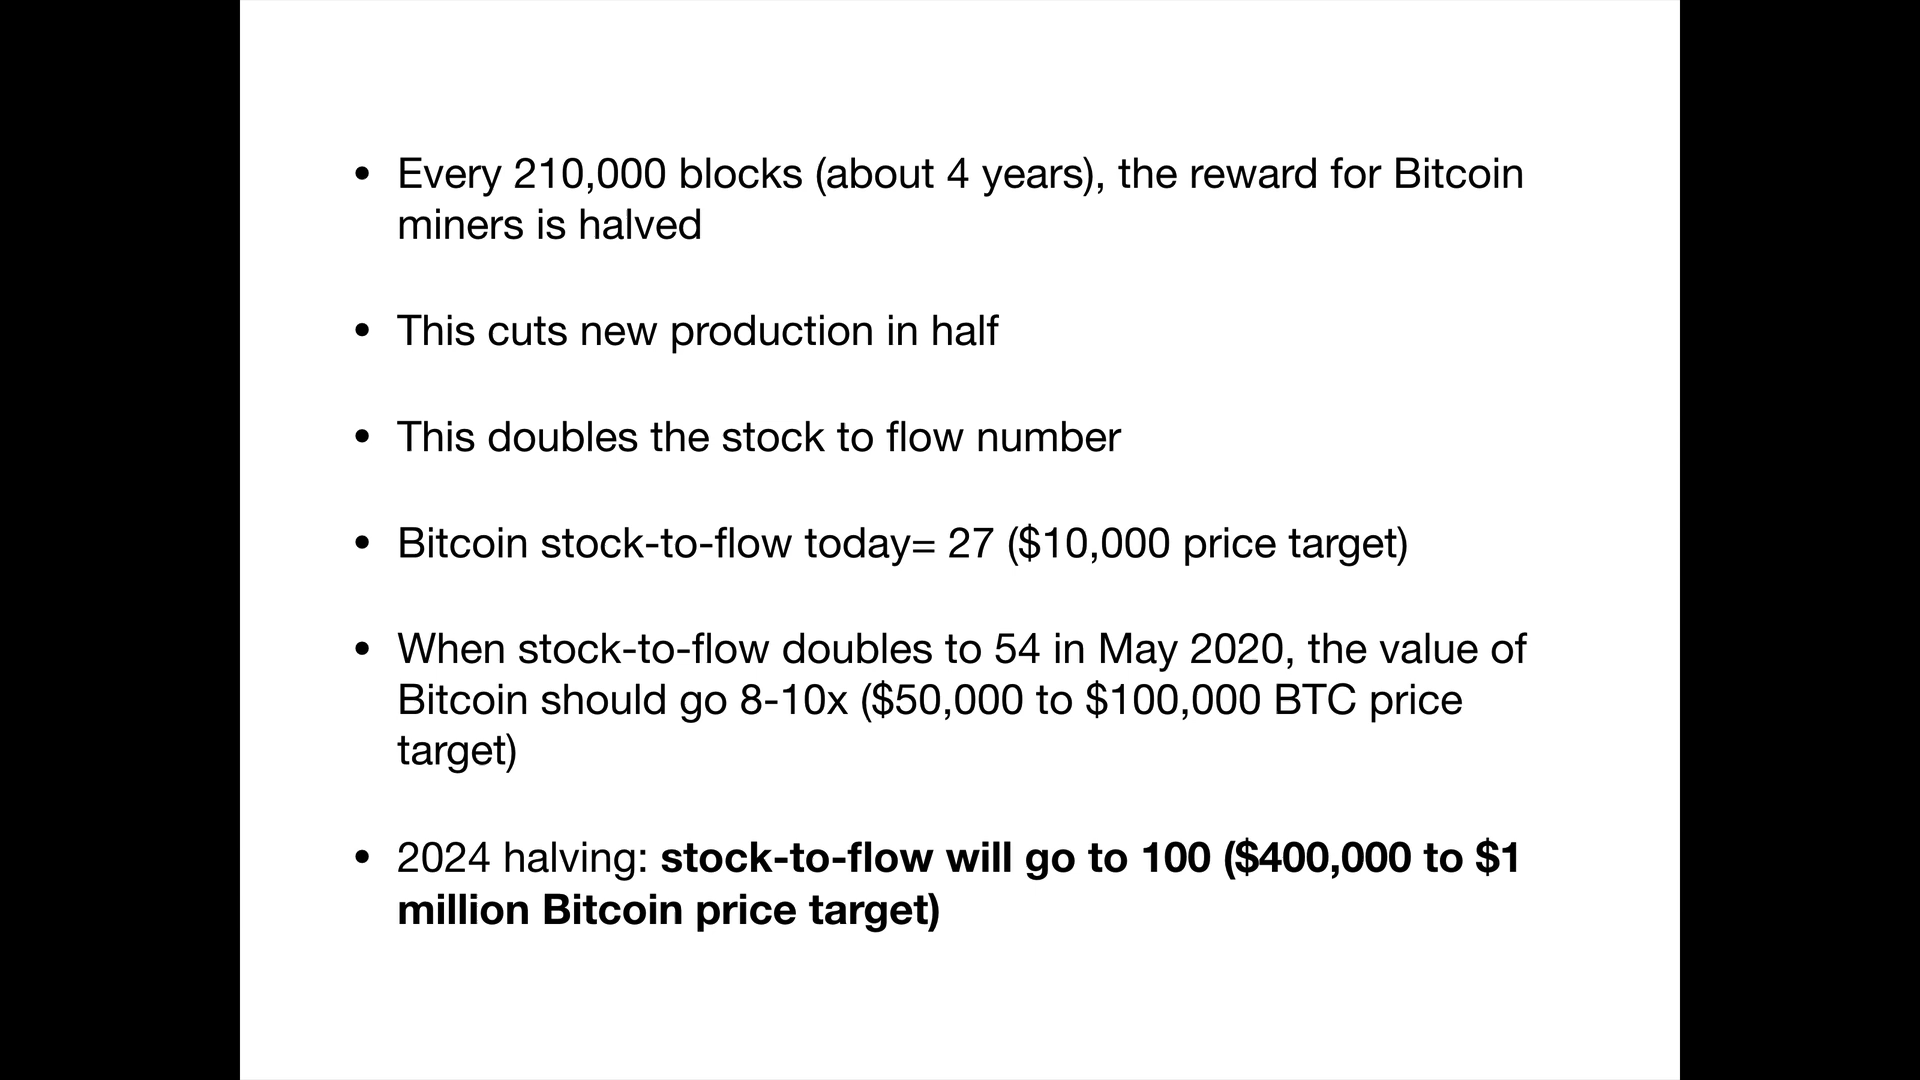 • Every 210,000 blocks (about 4 years), the reward for Bitcoin
miners is halved
• This cuts new production in half
• This doubles the stock to flow number
• Bitcoin stock-to-flow today= 27 ($10,000 price target)
• When stock-to-flow doubles to 54 in May 2020, the value of
Bitcoin should go 8-10x ($50,000 to $100,000 BTC price
target)
• 2024 halving: stock-to-flow will go to 100 ($400,000 to $1
million Bitcoin price target)